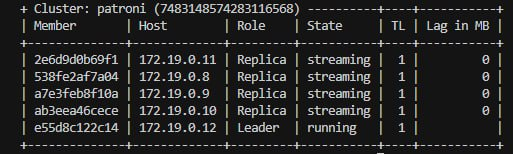 + Cluster: patroni (7483148574283116568) -----------+----+-----------+
| Member       | Host        | Role    | State     | TL | Lag in MB |
+--------------+-------------+---------+-----------+----+-----------+
| 2e6d9d0b69f1 | 172.19.0.11 | Replica | streaming |  1 |         0 |
| 538fe2af7a04 | 172.19.0.8  | Replica | streaming |  1 |         0 |
| a7e3feb8f10a | 172.19.0.9  | Replica | streaming |  1 |         0 |
| ab3eea46cece | 172.19.0.10 | Replica | streaming |  1 |         0 |
| e55d8c122c14 | 172.19.0.12 | Leader  | running   |  1 |           |
+--------------+-------------+---------+-----------+----+-----------+